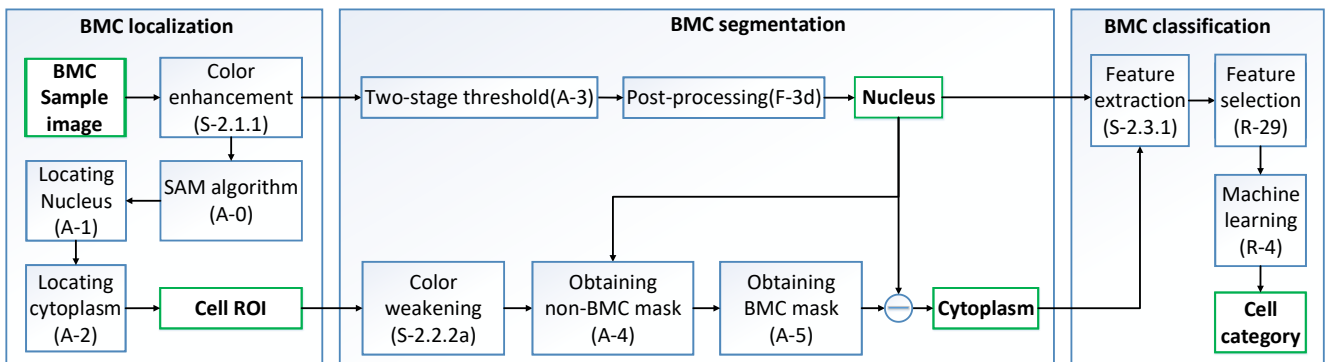 BMC localization
BMC
Sample
image
Color
enhancement
(S-2.1.1)
Locating
Nucleus
(A-1)
SAM algorithm
(A-0)
Locating
cytoplasm
(A-2)
Cell ROI
BMC segmentation
Two-stage threshold(A-3)
Post-processing(F-3d)
Nucleus
Color
weakening
(S-2.2.2a)
Obtaining
non-BMC mask
(A-4)
Obtaining
BMC mask
(A-5)
Cytoplasm
BMC classification
Feature
extraction
(S-2.3.1)
Feature
selection
(R-29)
Machine
learning
(R-4)
Cell
category